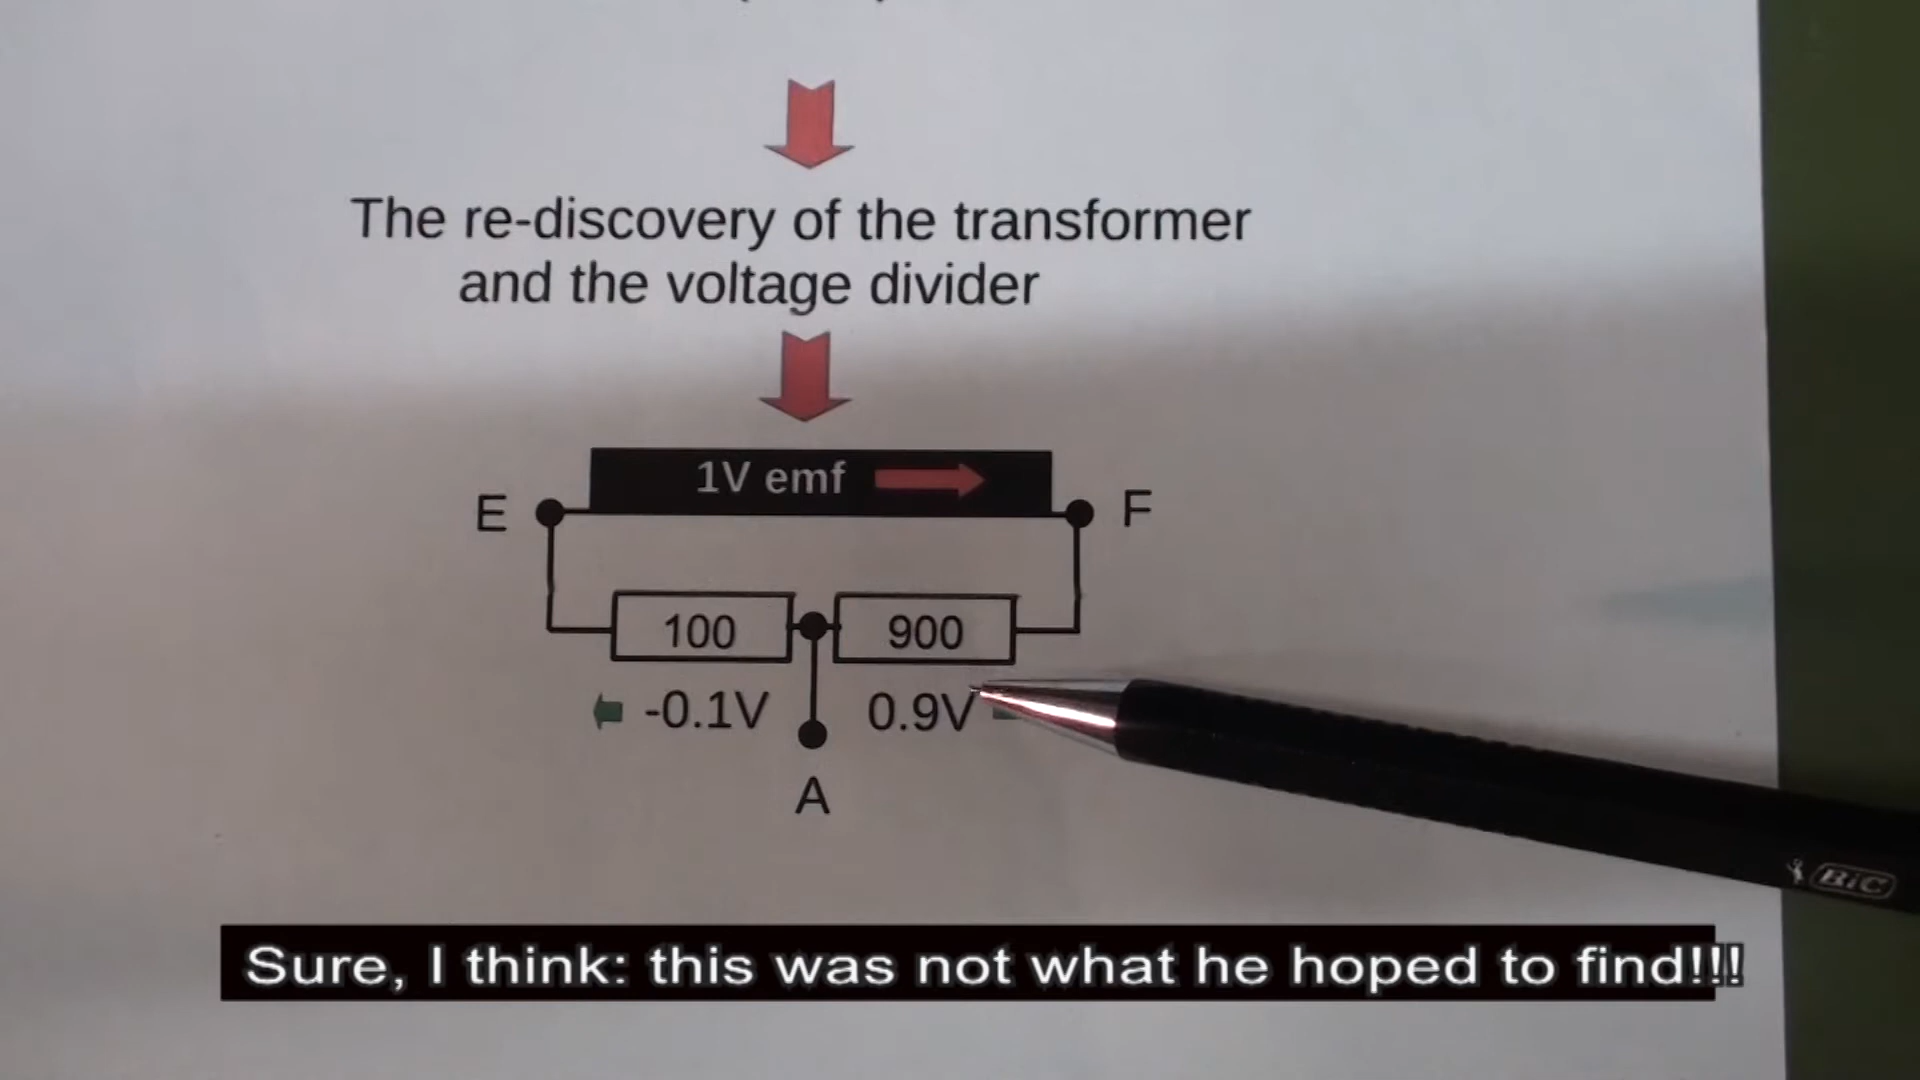 The re-discovery of the transformer
and the voltage divider
1V emf
E
F
100
900
-0.1V
0.9V
A
BiC
Sure, I think: this was not what he hoped to find!!!